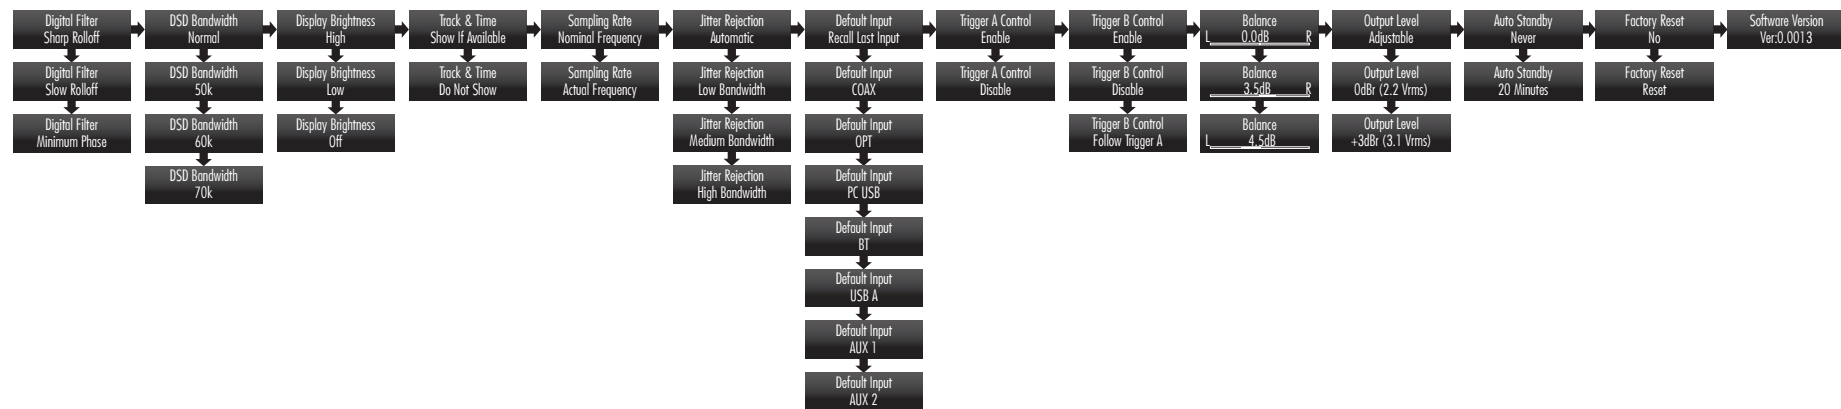 Digital Filter
Sharp Rolloff
DSD Bandwidth
Normal
Display Brightness
High
Track & Time
Show If Available
Sampling Rate
Nominal Frequency
Jitter Rejection
Automatic
Default Input
Recall Last Input
Trigger A Control
Enable
Trigger B Control
Enable
Balance
L 0.0dB R
Output Level
Adjustable
Auto Standby
Never
Factory Reset
No
Software Version
Ver:0.0013
Digital Filter
Slow Rolloff
DSD Bandwidth
50k
Display Brightness
Low
Track & Time
Do Not Show
Sampling Rate
Actual Frequency
Jitter Rejection
Low Bandwidth
Default Input
COAX
Trigger A Control
Disable
Trigger B Control
Disable
Balance
3.5dB R
Output Level
0dBr (2.2 Vrms)
Auto Standby
20 Minutes
Factory Reset
Reset
Digital Filter
Minimum Phase
DSD Bandwidth
60k
Display Brightness
Off
Jitter Rejection
Medium Bandwidth
Default Input
OPT
Trigger B Control
Follow Trigger A
Balance
L 4.5dB
Output Level
+3dBr (3.1 Vrms)
DSD Bandwidth
70k
Jitter Rejection
High Bandwidth
Default Input
PC USB
Default Input
BT
Default Input
USB A
Default Input
AUX 1
Default Input
AUX 2